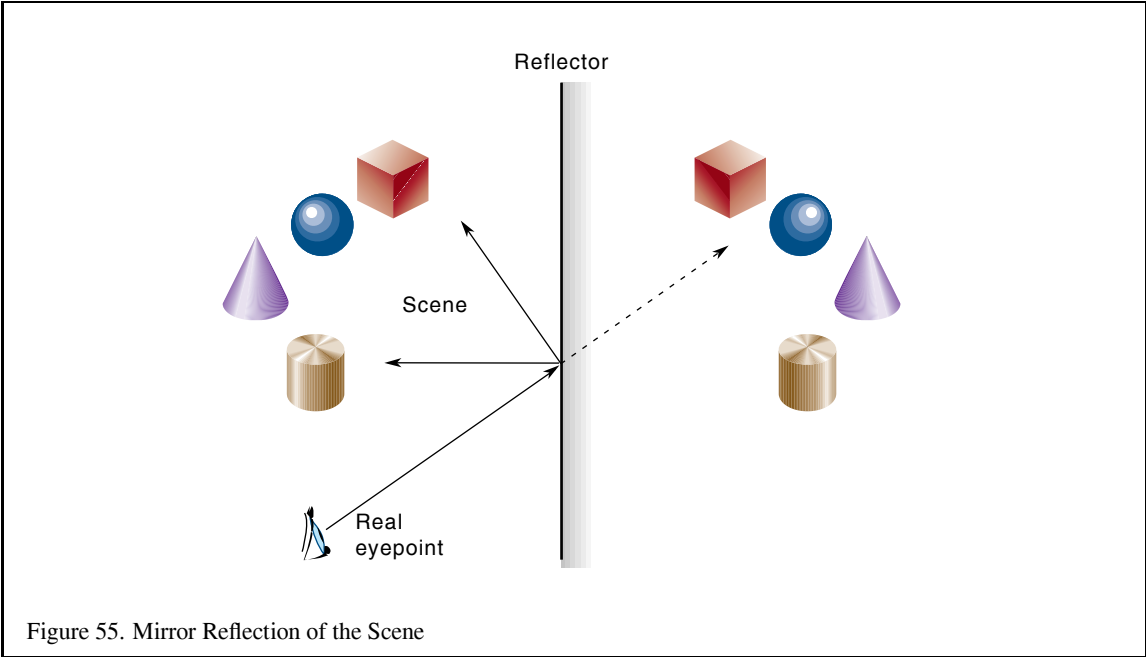 Reflector
Scene
Real
eyepoint
Figure 55. Mirror Reflection of the Scene